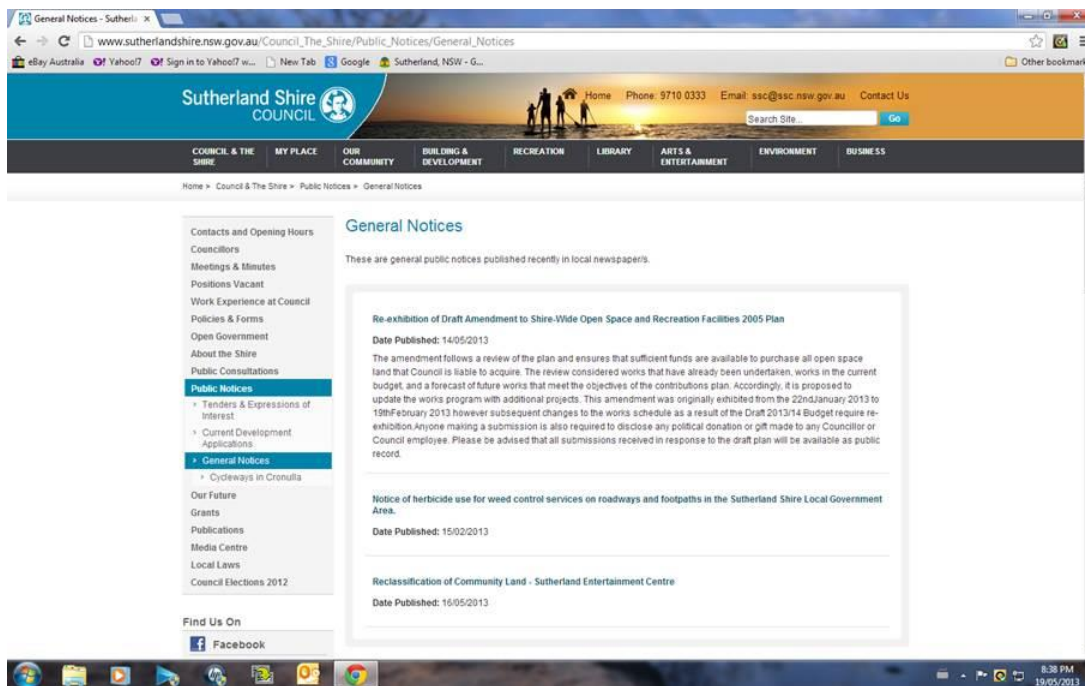 General Notices - Sutherla
www.sutherlandshire.nsw.gov.au/Council_The_Shire/Public_Notices/General_Notices
eBay Australia Yahoo!7 Sign in to Yahoo!7 w... New Tab Google Sutherland, NSW - G... Other bookmark
Sutherland Shire
COUNCIL
Home Phone: 9710 0333 Email: ssc@ssc.nsw.gov.au Contact Us
Search Site... Go
COUNCIL & THE SHIRE MY PLACE OUR COMMUNITY BUILDING & DEVELOPMENT RECREATION LIBRARY ARTS & ENTERTAINMENT ENVIRONMENT BUSINESS
Home > Council & The Shire > Public Notices > General Notices
Contacts and Opening Hours
Councillors
Meetings & Minutes
Positions Vacant
Work Experience at Council
Policies & Forms
Open Government
About the Shire
Public Consultations
Public Notices
Tenders & Expressions of
Interest
Current Development
Applications
General Notices
Cycleways in Cronulla
Our Future
Grants
Publications
Media Centre
Local Laws
Council Elections 2012
Find Us On
Facebook
General Notices
These are general public notices published recently in local newspaper/s.
Re-exhibition of Draft Amendment to Shire-Wide Open Space and Recreation Facilities 2005 Plan
Date Published: 14/05/2013
The amendment follows a review of the plan and ensures that sufficient funds are available to purchase all open space
land that Council is liable to acquire. The review considered works that have already been undertaken, works in the current
budget, and a forecast of future works that meet the objectives of the contributions plan. Accordingly, it is proposed to
update the works program with additional projects. This amendment was originally exhibited from the 22ndJanuary 2013 to
19thFebruary 2013 however subsequent changes to the works schedule as a result of the Draft 2013/14 Budget require re-
exhibition.Anyone making a submission is also required to disclose any political donation or gift made to any Councillor or
Council employee. Please be advised that all submissions received in response to the draft plan will be available as public
record.
Notice of herbicide use for weed control services on roadways and footpaths in the Sutherland Shire Local Government
Area.
Date Published: 15/02/2013
Reclassification of Community Land - Sutherland Entertainment Centre
Date Published: 16/05/2013
8:38 PM
19/05/2013